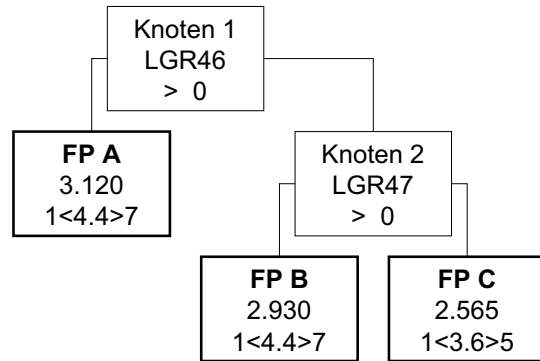 Knoten 1
LGR46
> 0
FP A
3.120
1<4.4>7
Knoten 2
LGR47
> 0
FP B
2.930
1<4.4>7
FP C
2.565
1<3.6>5